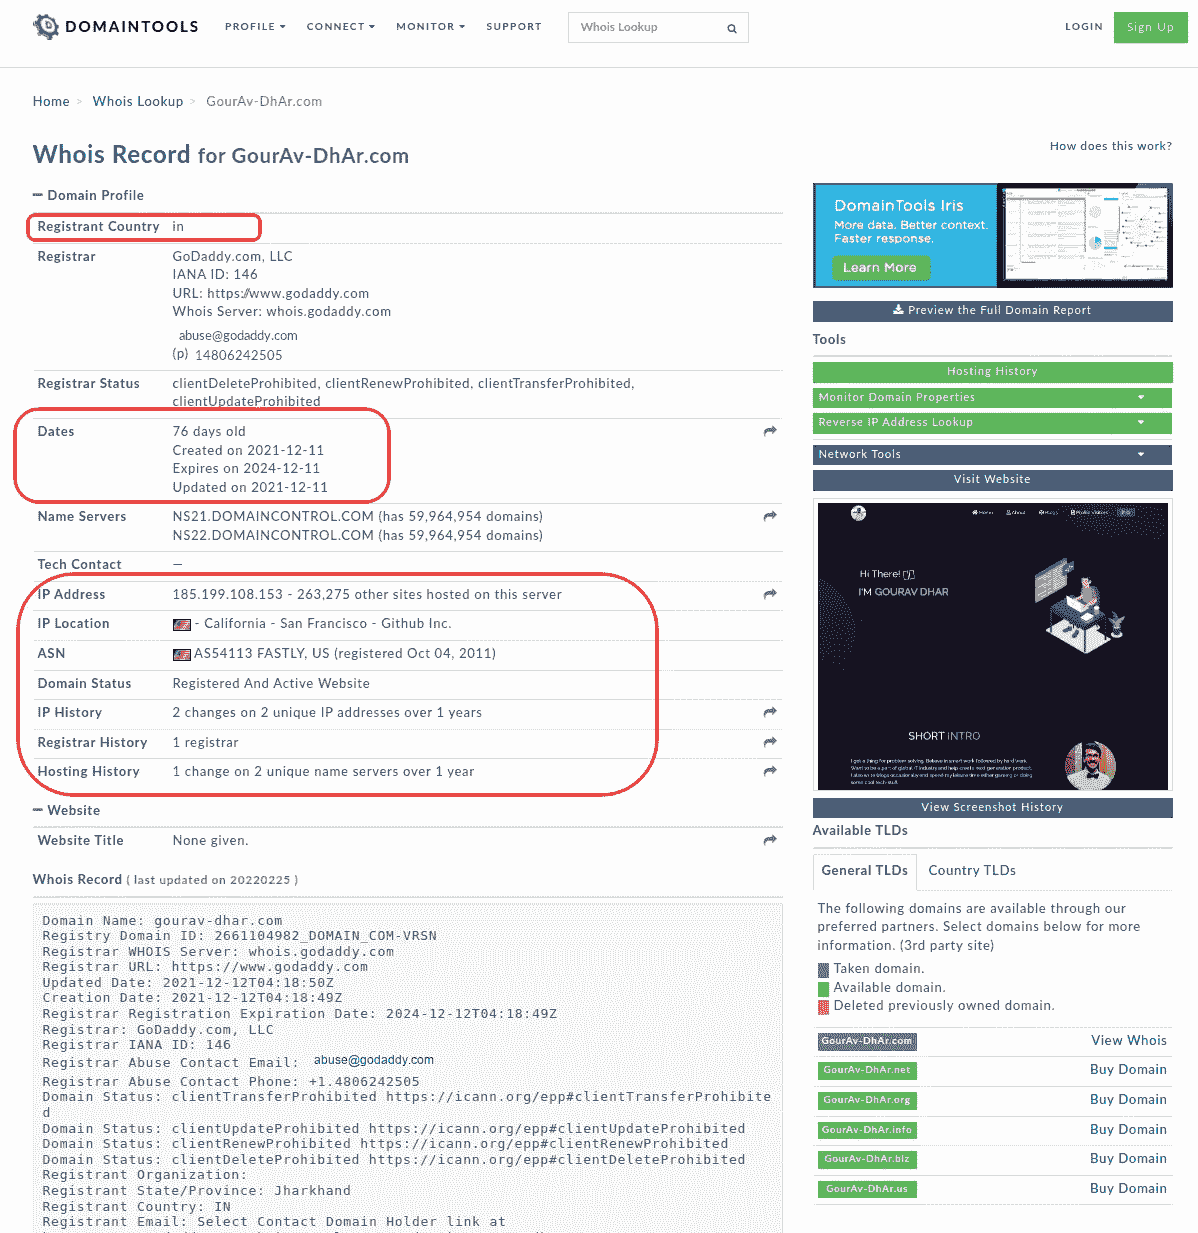 DOMAINTOOLS
PROFILE CONNECT MONITOR SUPPORT
Whois Lookup
LOGIN Sign Up
Home > Whois Lookup > GourAv-DhAr.com
Whois Record for GourAv-DhAr.com
How does this work?
Domain Profile
Registrant Country in
Registrar GoDaddy.com, LLC
IANA ID: 146
URL: https://www.godaddy.com
Whois Server: whois.godaddy.com
abuse@godaddy.com
(p) 14806242505
Registrar Status clientDeleteProhibited, clientRenewProhibited, clientTransferProhibited,
clientUpdateProhibited
Dates 76 days old
Created on 2021-12-11
Expires on 2024-12-11
Updated on 2021-12-11
Name Servers NS21.DOMAINCONTROL.COM (has 59,964,954 domains)
NS22.DOMAINCONTROL.COM (has 59,964,954 domains)
Tech Contact —
IP Address 185.199.108.153 - 263,275 other sites hosted on this server
IP Location - California - San Francisco - Github Inc.
ASN AS54113 FASTLY, US (registered Oct 04, 2011)
Domain Status Registered And Active Website
IP History 2 changes on 2 unique IP addresses over 1 years
Registrar History 1 registrar
Hosting History 1 change on 2 unique name servers over 1 year
Website
Website Title None given.
Whois Record ( last updated on 20220225 )
Domain Name: gourav-dhar.com
Registry Domain ID: 2661104982_DOMAIN_COM-VRSN
Registrar WHOIS Server: whois.godaddy.com
Registrar URL: https://www.godaddy.com
Updated Date: 2021-12-12T04:18:50Z
Creation Date: 2021-12-12T04:18:49Z
Registrar Registration Expiration Date: 2024-12-12T04:18:49Z
Registrar: GoDaddy.com, LLC
Registrar IANA ID: 146
Registrar Abuse Contact Email: abuse@godaddy.com
Registrar Abuse Contact Phone: +1.4806242505
Domain Status: clientTransferProhibited https://icann.org/epp#clientTransferProhibite
d
Domain Status: clientUpdateProhibited https://icann.org/epp#clientUpdateProhibited
Domain Status: clientRenewProhibited https://icann.org/epp#clientRenewProhibited
Domain Status: clientDeleteProhibited https://icann.org/epp#clientDeleteProhibited
Registrant Organization:
Registrant State/Province: Jharkhand
Registrant Country: IN
Registrant Email: Select Contact Domain Holder link at
DomainTools Iris
More data. Better context.
Faster response.
Learn More
Preview the Full Domain Report
Tools
Hosting History
Monitor Domain Properties
Reverse IP Address Lookup
Network Tools
Visit Website
Home About Blogs Profile Visitors
Hi There!
I'M GOURAV DHAR
SHORT INTRO
View Screenshot History
Available TLDs
General TLDs Country TLDs
The following domains are available through our
preferred partners. Select domains below for more
information. (3rd party site)
Taken domain.
Available domain.
Deleted previously owned domain.
GourAv-DhAr.com View Whois
GourAv-DhAr.net Buy Domain
GourAv-DhAr.org Buy Domain
GourAv-DhAr.info Buy Domain
GourAv-DhAr.biz Buy Domain
GourAv-DhAr.us Buy Domain